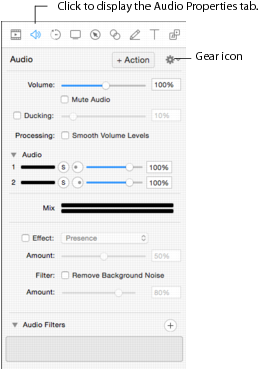 Click to display the Audio Properties tab.
Audio
+ Action
Gear icon
Volume: 100%
Mute Audio
Ducking: 10%
Processing: Smooth Volume Levels
Audio
1 S 100%
2 S 100%
Mix
Effect: Presence
Amount: 50%
Filter: Remove Background Noise
Amount: 80%
Audio Filters